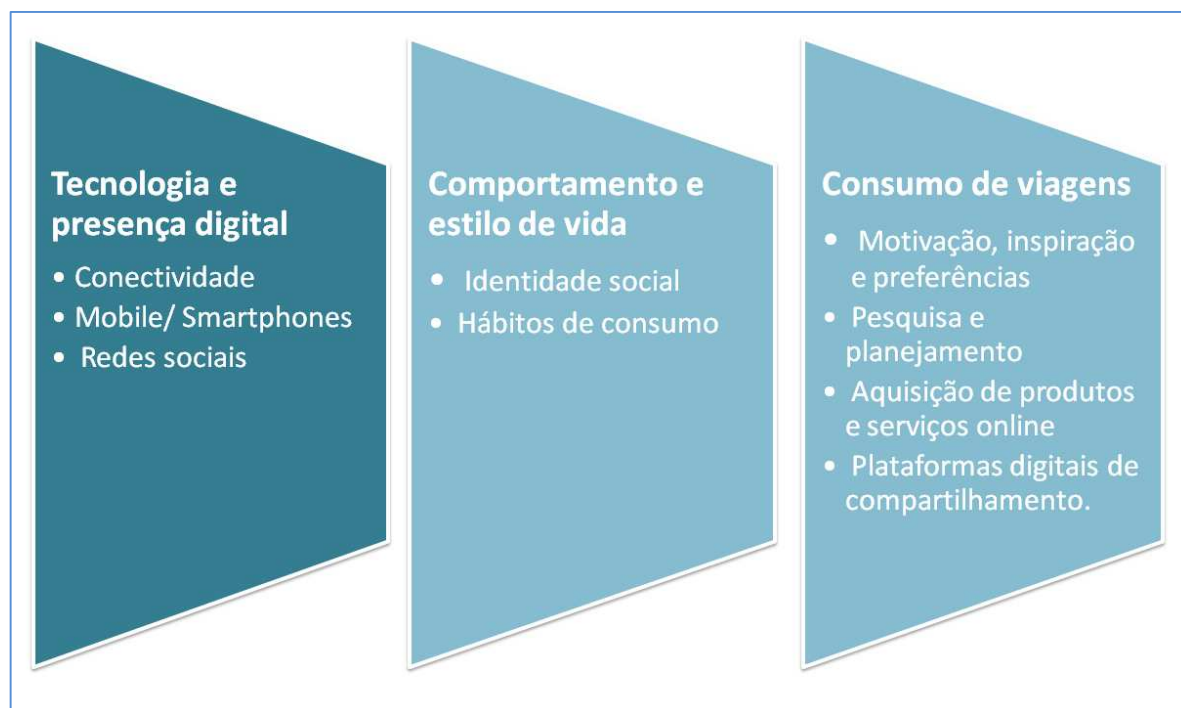 Tecnologia e
presença digital
• Conectividade
• Mobile/ Smartphones
• Redes sociais
Comportamento e
estilo de vida
• Identidade social
• Hábitos de consumo
Consumo de viagens
• Motivação, inspiração
e preferências
• Pesquisa e
planejamento
• Aquisição de produtos
e serviços online
• Plataformas digitais de
compartilhamento.